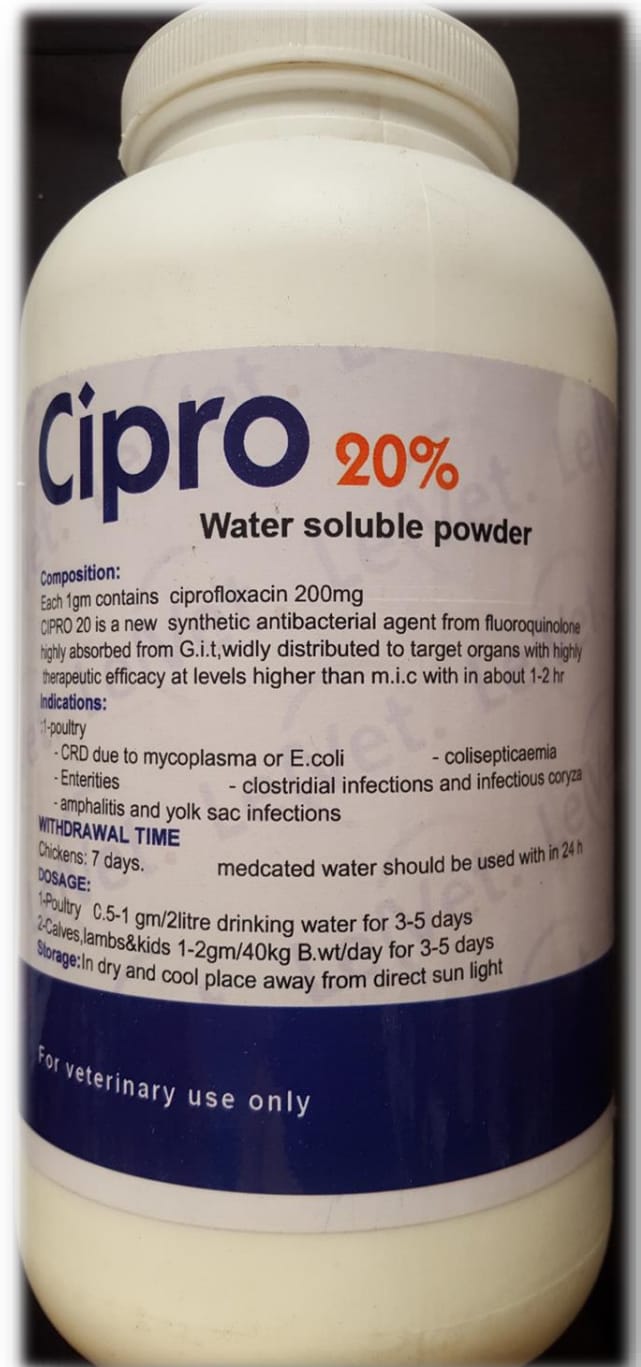 Cipro 20%
Water soluble powder
Composition:
Each 1gm contains ciprofloxacin 200mg
CIPRO 20 is a new synthetic antibacterial agent from fluoroquinolone
highly absorbed from G.i.t,widly distributed to target organs with highly
therapeutic efficacy at levels higher than m.i.c with in about 1-2 hr
Indications:
:1-poultry
- CRD due to mycoplasma or E.coli - colisepticaemia
- Enterities - clostridial infections and infectious coryza
- amphalitis and yolk sac infections
WITHDRAWAL TIME
Chickens: 7 days. medcated water should be used with in 24 h
DOSAGE:
1-Poultry 0.5-1 gm/2litre drinking water for 3-5 days
2-Calves,lambs&kids 1-2gm/40kg B.wt/day for 3-5 days
Storage:In dry and cool place away from direct sun light
For veterinary use only